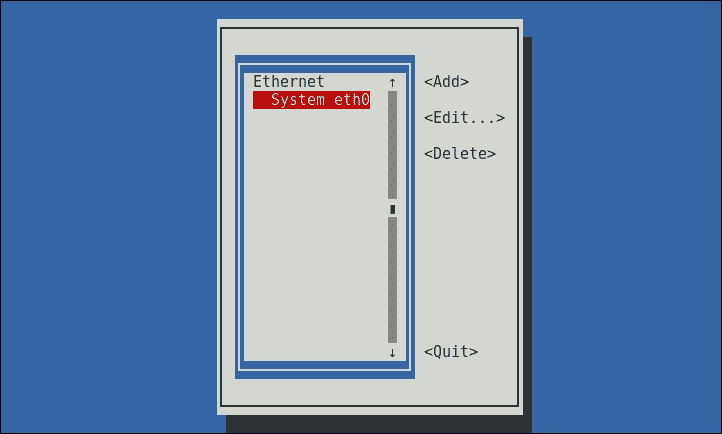 Ethernet ↑ <Add>
System eth0
<Edit...>
<Delete>
↓ <Quit>